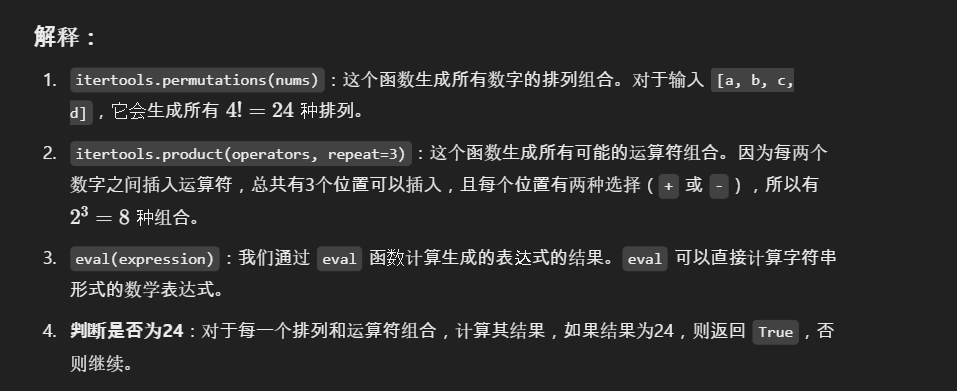 解释：
1. itertools.permutations(nums)：这个函数生成所有数字的排列组合。对于输入 [a, b, c,
d]，它会生成所有 4! = 24 种排列。
2. itertools.product(operators, repeat=3)：这个函数生成所有可能的运算符组合。因为每两个
数字之间插入运算符，总共有3个位置可以插入，且每个位置有两种选择（+ 或 -），所以有
2³ = 8 种组合。
3. eval(expression)：我们通过 eval 函数计算生成的表达式的结果。eval 可以直接计算字符串
形式的数学表达式。
4. 判断是否为24：对于每一个排列和运算符组合，计算其结果，如果结果为24，则返回 True，否
则继续。